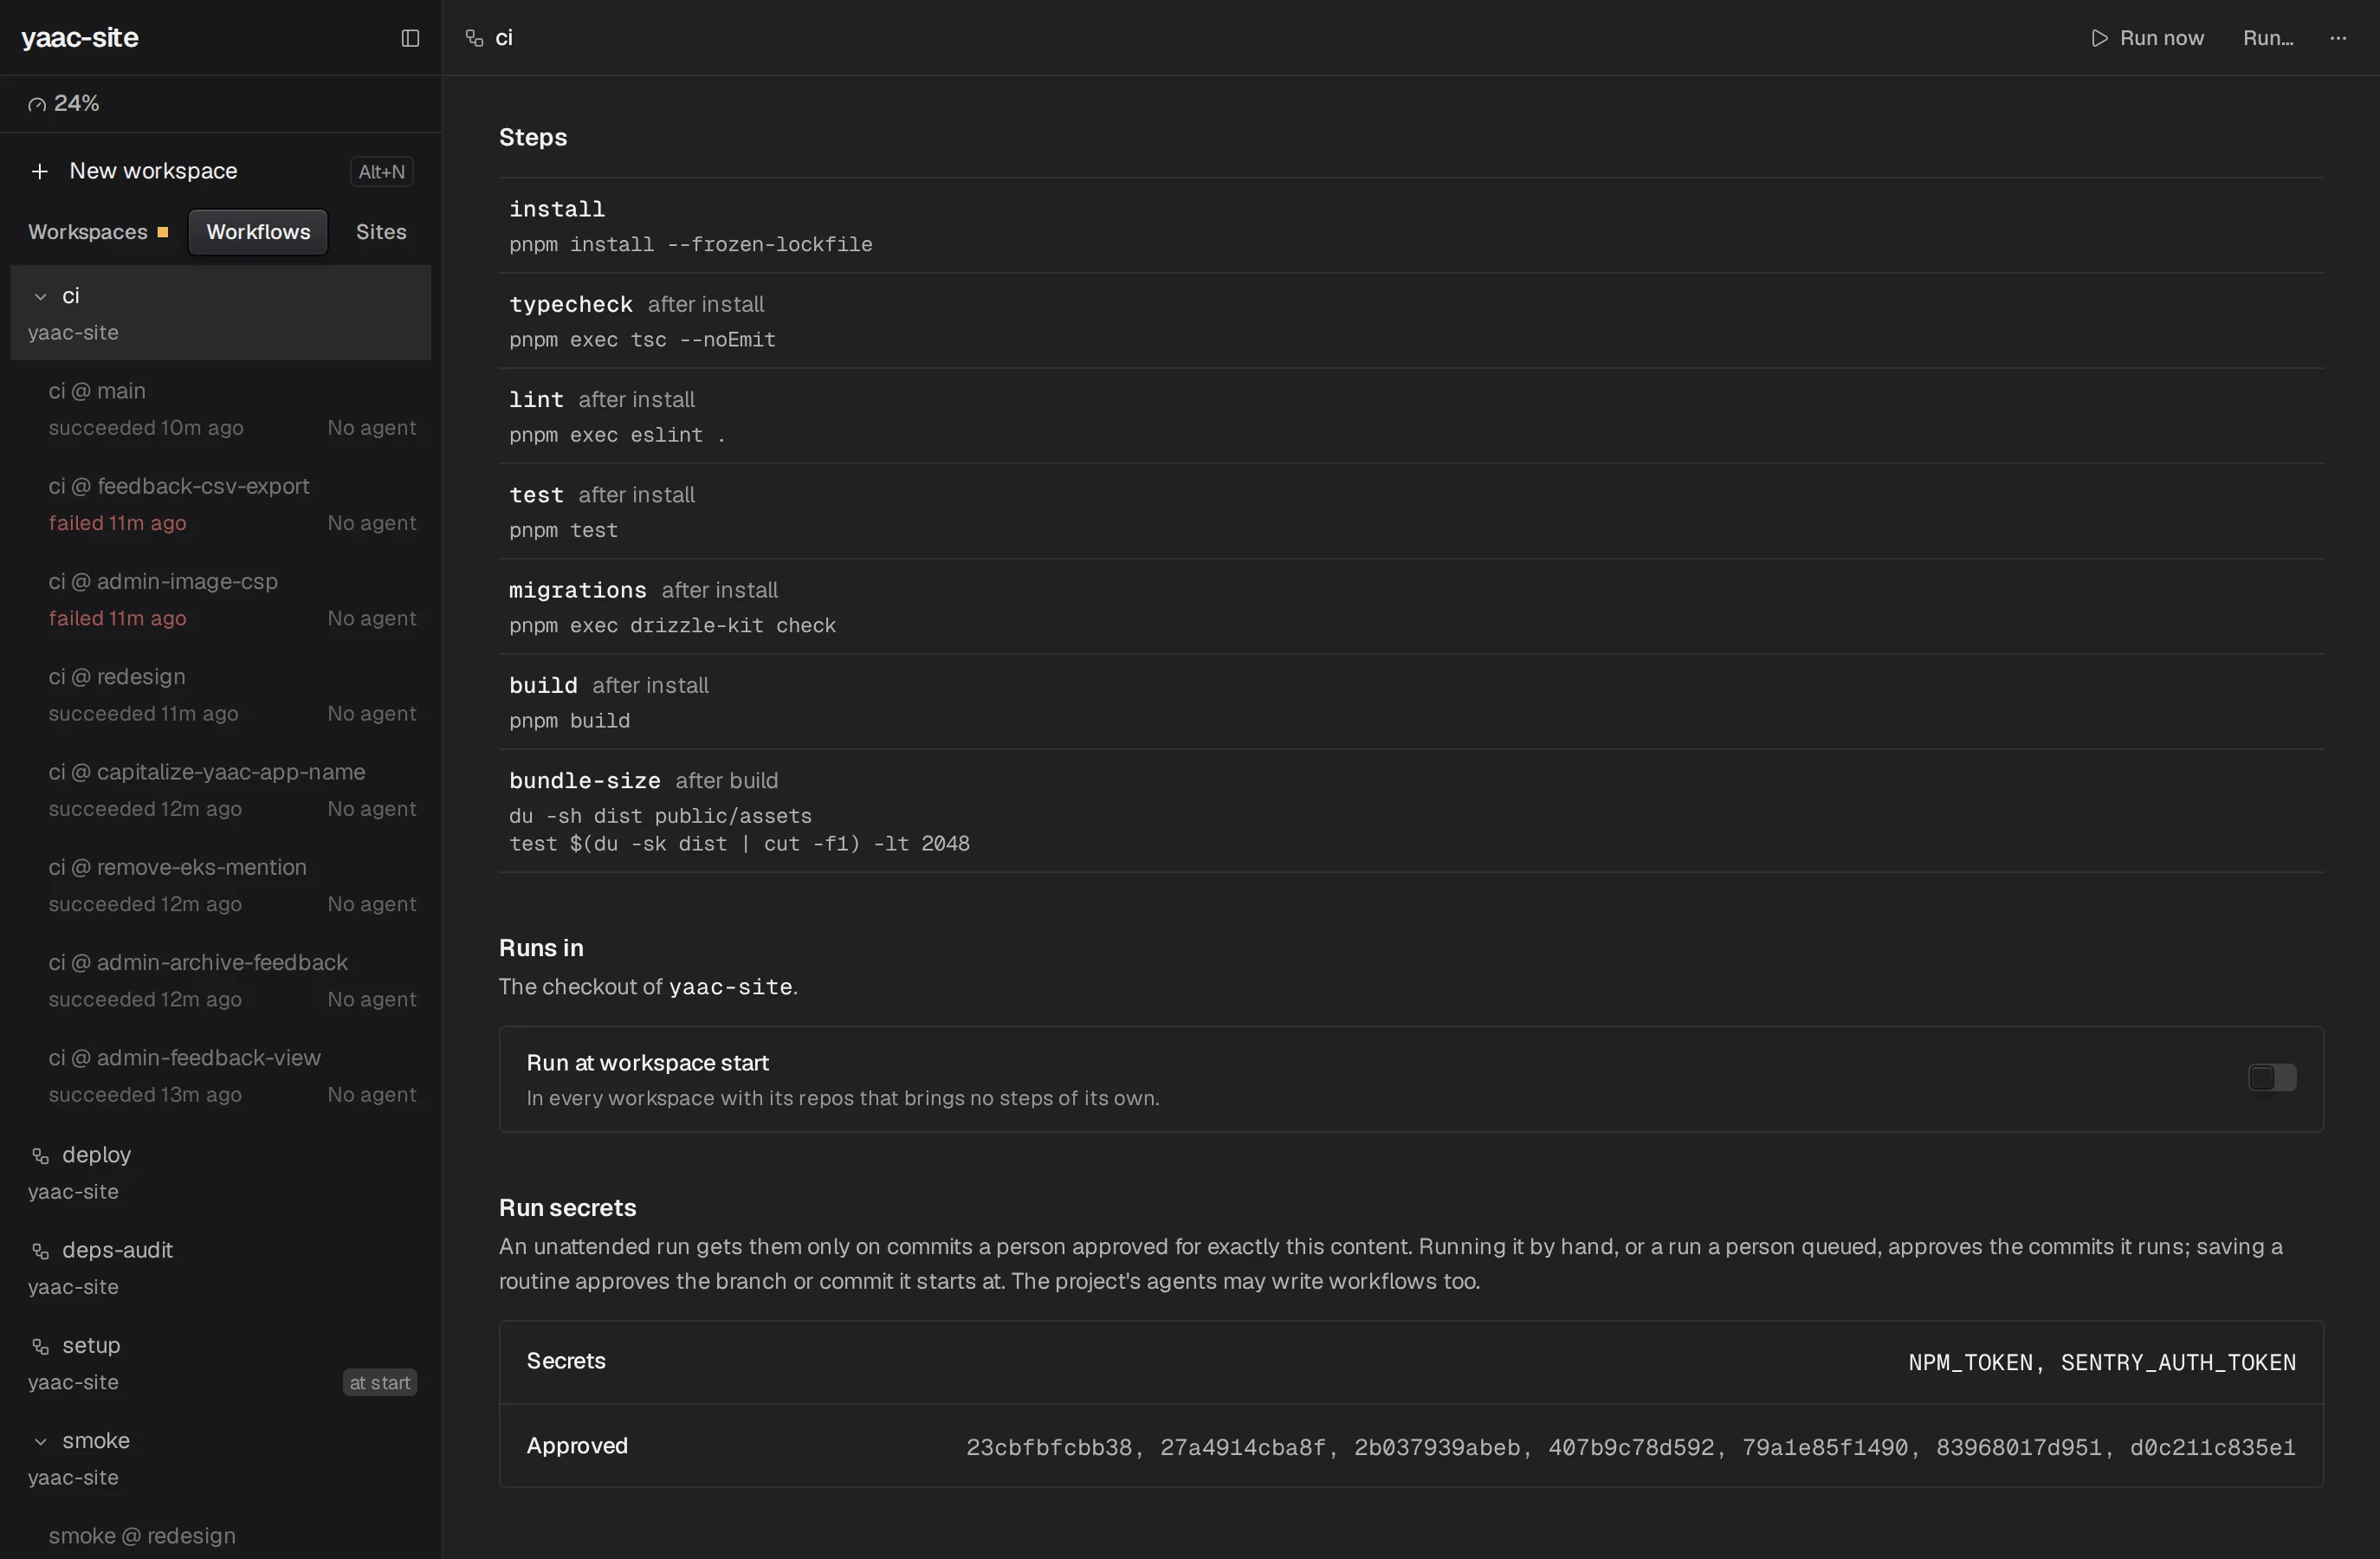 yaac-site
24%
New workspace
Alt+N
Workspaces
Workflows
Sites
ci
yaac-site
ci @ main
succeeded 10m ago
No agent
ci @ feedback-csv-export
failed 11m ago
No agent
ci @ admin-image-csp
failed 11m ago
No agent
ci @ redesign
succeeded 11m ago
No agent
ci @ capitalize-yaac-app-name
succeeded 12m ago
No agent
ci @ remove-eks-mention
succeeded 12m ago
No agent
ci @ admin-archive-feedback
succeeded 12m ago
No agent
ci @ admin-feedback-view
succeeded 13m ago
No agent
deploy
yaac-site
deps-audit
yaac-site
setup
yaac-site
at start
smoke
yaac-site
smoke @ redesign
ci
Run now
Run...
Steps
install
pnpm install --frozen-lockfile
typecheck after install
pnpm exec tsc --noEmit
lint after install
pnpm exec eslint .
test after install
pnpm test
migrations after install
pnpm exec drizzle-kit check
build after install
pnpm build
bundle-size after build
du -sh dist public/assets
test $(du -sk dist | cut -f1) -lt 2048
Runs in
The checkout of yaac-site.
Run at workspace start
In every workspace with its repos that brings no steps of its own.
Run secrets
An unattended run gets them only on commits a person approved for exactly this content. Running it by hand, or a run a person queued, approves the commits it runs; saving a
routine approves the branch or commit it starts at. The project's agents may write workflows too.
Secrets
NPM_TOKEN, SENTRY_AUTH_TOKEN
Approved
23cbfbfcbb38, 27a4914cba8f, 2b037939abeb, 407b9c78d592, 79a1e85f1490, 83968017d951, d0c211c835e1